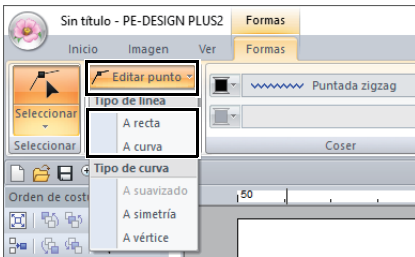 Sin título - PE-DESIGN PLUS2
Formas
Inicio
Imagen
Ver
Formas
Editar punto
Puntada zigzag
Seleccionar
Tipo de línea
A recta
A curva
Seleccionar
Coser
Tipo de curva
A suavizado
Orden de cost
50
A simetría
A vértice